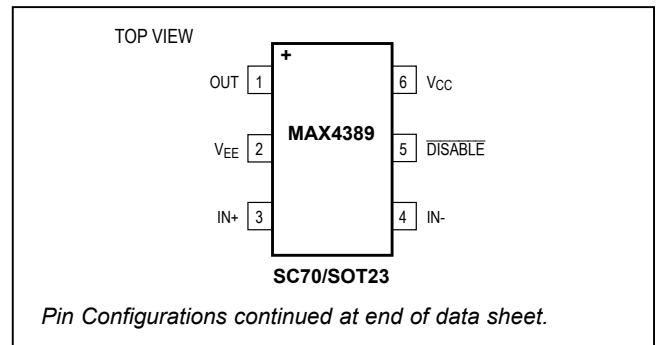 TOP VIEW
+
OUT 1
6 VCC
MAX4389
VEE 2
5 DISABLE
IN+ 3
4 IN-
SC70/SOT23
Pin Configurations continued at end of data sheet.